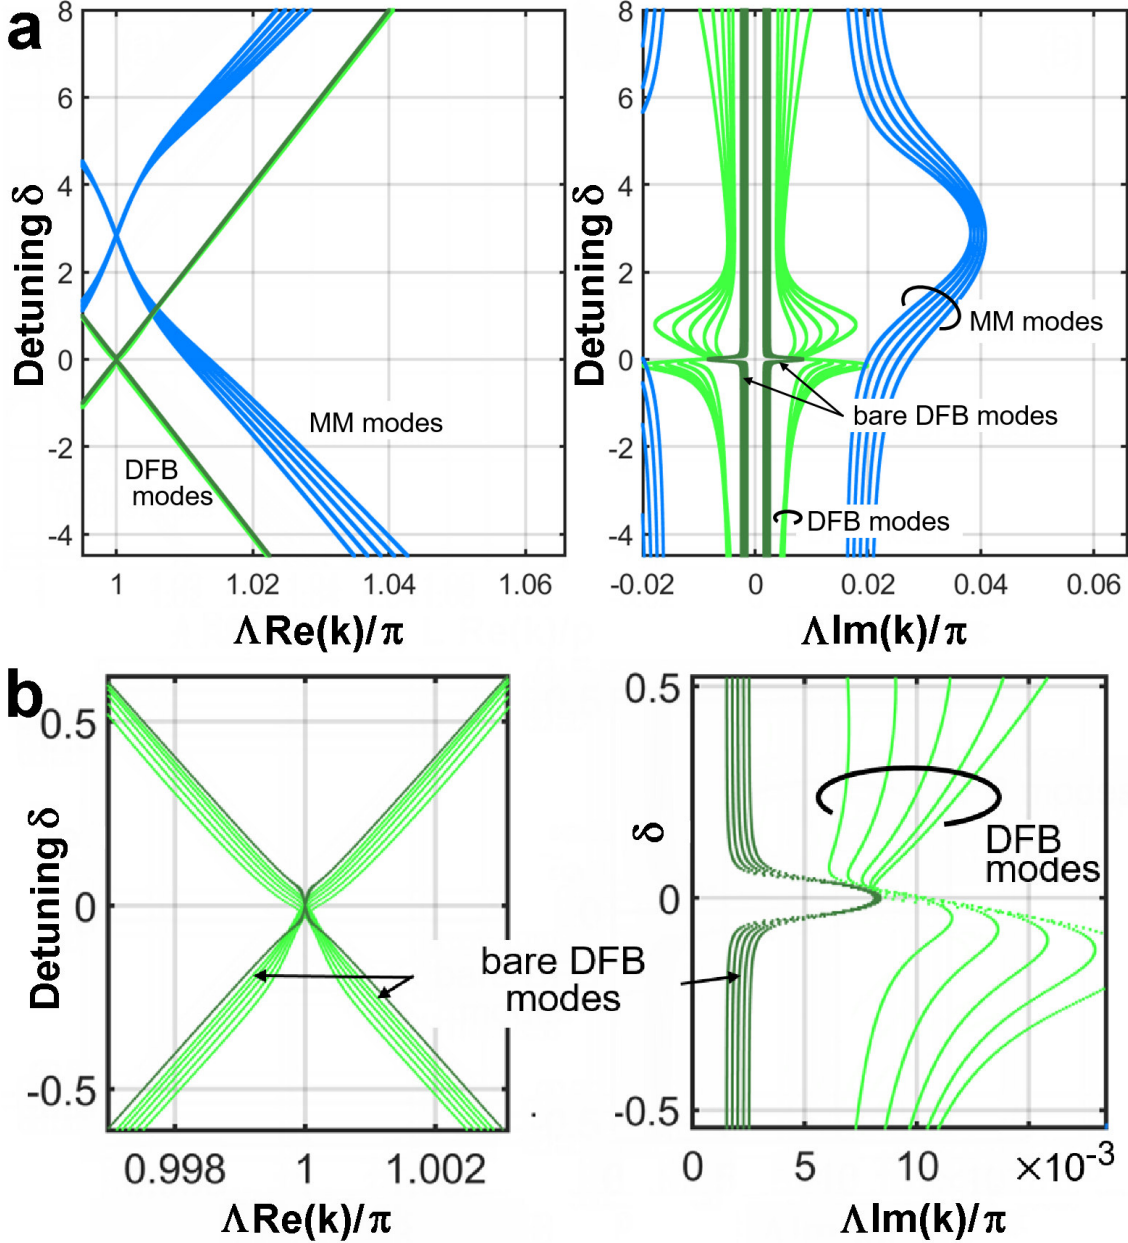 a
8
6
4
2
0
-2
-4
Detuning δ
MM modes
DFB
modes
1
1.02
1.04
1.06
ΛRe(k)/π
8
6
4
2
0
-2
-4
Detuning δ
MM modes
bare DFB modes
DFB modes
-0.02
0
0.02
0.04
0.06
ΛIm(k)/π
b
0.5
0
-0.5
Detuning δ
bare DFB
modes
0.998
1
1.002
ΛRe(k)/π
0.5
0
-0.5
δ
DFB
modes
0
5
10
×10⁻³
ΛIm(k)/π